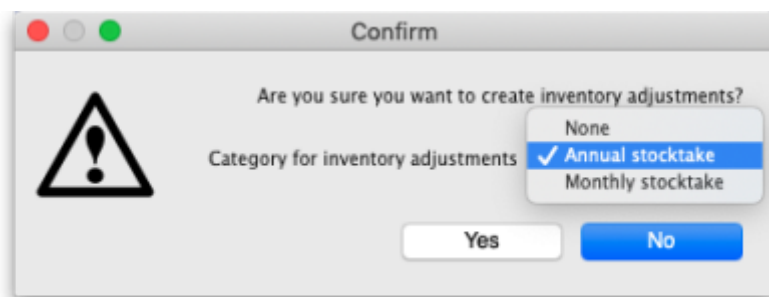 Confirm
Are you sure you want to create inventory adjustments?
None
Category for inventory adjustments ✓ Annual stocktake
Monthly stocktake
Yes No